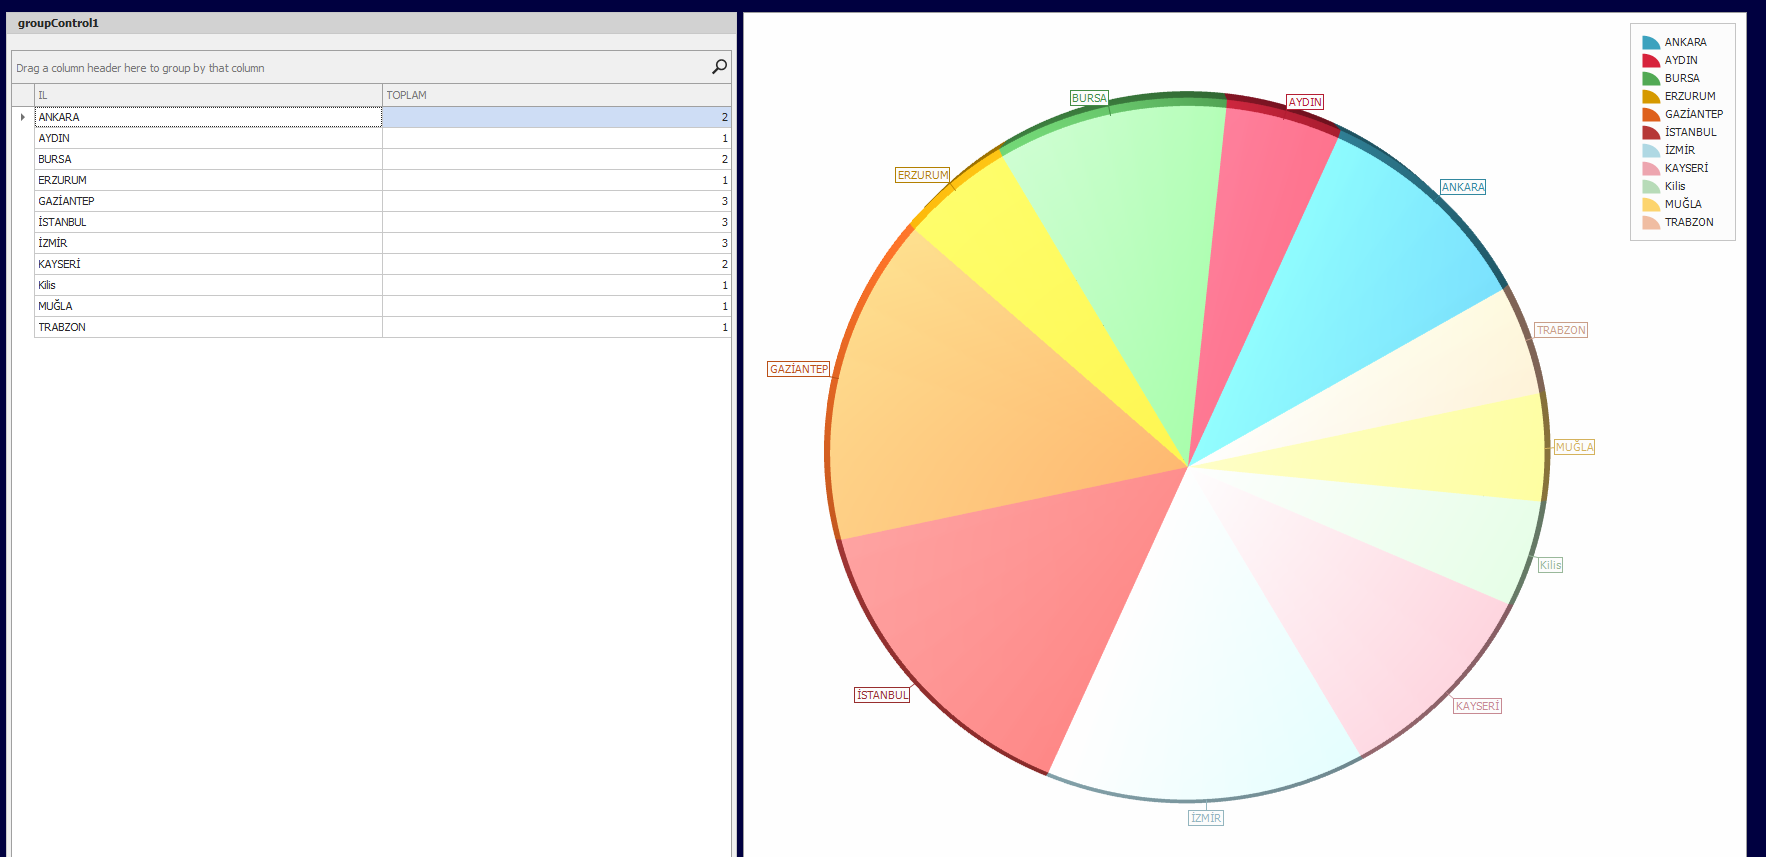 groupControl1
Drag a column header here to group by that column
IL TOPLAM
ANKARA 2
AYDIN 1
BURSA 2
ERZURUM 1
GAZİANTEP 3
İSTANBUL 3
İZMİR 3
KAYSERİ 2
Kilis 1
MUĞLA 1
TRABZON 1
BURSA
AYDIN
ERZURUM
ANKARA
TRABZON
GAZİANTEP
MUĞLA
Kilis
İSTANBUL
KAYSERİ
İZMİR
ANKARA
AYDIN
BURSA
ERZURUM
GAZİANTEP
İSTANBUL
İZMİR
KAYSERİ
Kilis
MUĞLA
TRABZON